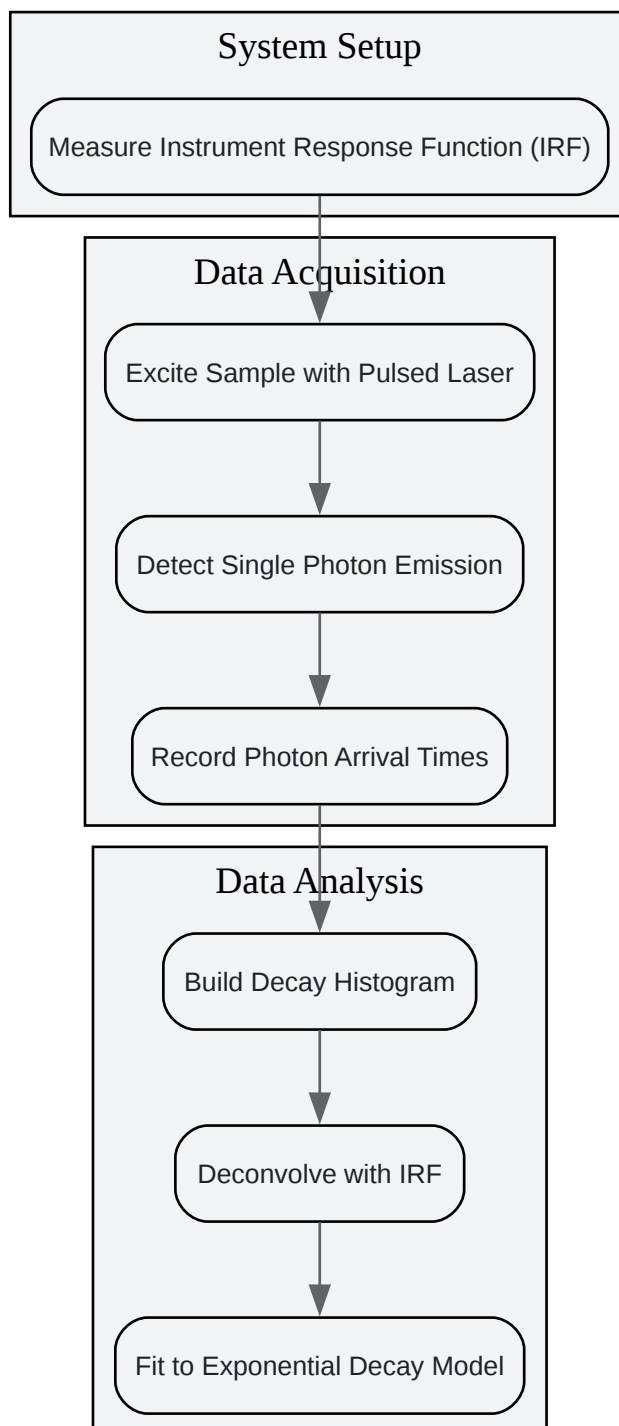 System Setup
Measure Instrument Response Function (IRF)
Data Acquisition
Excite Sample with Pulsed Laser
Detect Single Photon Emission
Record Photon Arrival Times
Data Analysis
Build Decay Histogram
Deconvolve with IRF
Fit to Exponential Decay Model